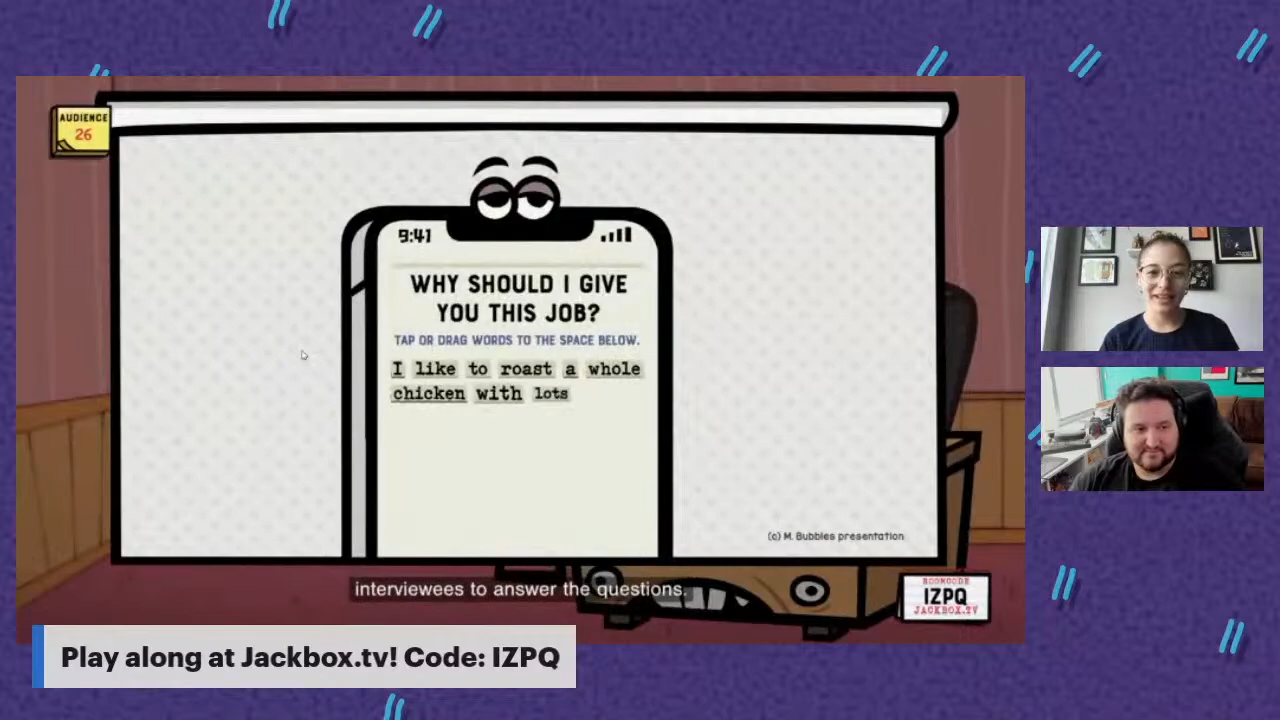 AUDIENCE
26
9:41
WHY SHOULD I GIVE
YOU THIS JOB?
TAP OR DRAG WORDS TO THE SPACE BELOW.
I like to roast a whole
chicken with lots
(c) M. Bubbles presentation
interviewees to answer the questions.
ROOMCODE
IZPQ
JACKBOX.TV
Play along at Jackbox.tv! Code: IZPQ